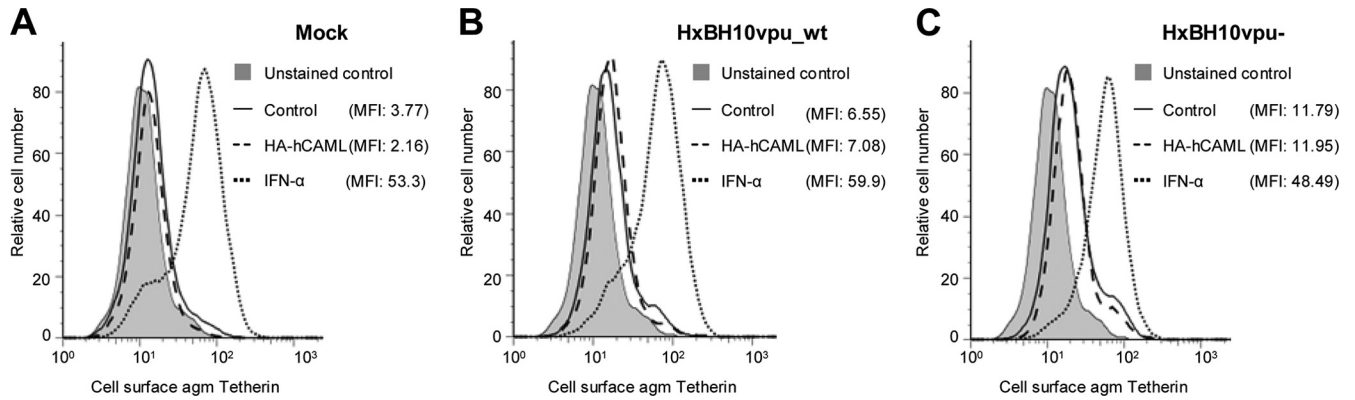 A
Mock
Unstained control
Control (MFI: 3.77)
HA-hCAML (MFI: 2.16)
IFN-α (MFI: 53.3)
Relative cell number
80
60
40
20
0
10⁰ 10¹ 10² 10³
Cell surface agm Tetherin
B
HxBH10vpu_wt
Unstained control
Control (MFI: 6.55)
HA-hCAML (MFI: 7.08)
IFN-α (MFI: 59.9)
Relative cell number
80
60
40
20
0
10⁰ 10¹ 10² 10³
Cell surface agm Tetherin
C
HxBH10vpu-
Unstained control
Control (MFI: 11.79)
HA-hCAML (MFI: 11.95)
IFN-α (MFI: 48.49)
Relative cell number
80
60
40
20
0
10⁰ 10¹ 10² 10³
Cell surface agm Tetherin